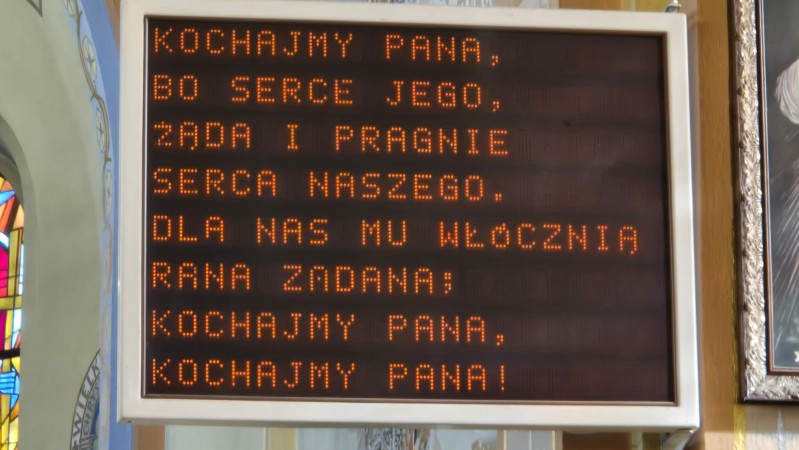 KOCHAJMY PANA,
BO SERCE JEGO,
ŻĄDA I PRAGNIE
SERCA NASZEGO.
DLA NAS MU WŁÓCZNIĄ
RANA ZADANA;
KOCHAJMY PANA,
KOCHAJMY PANA!